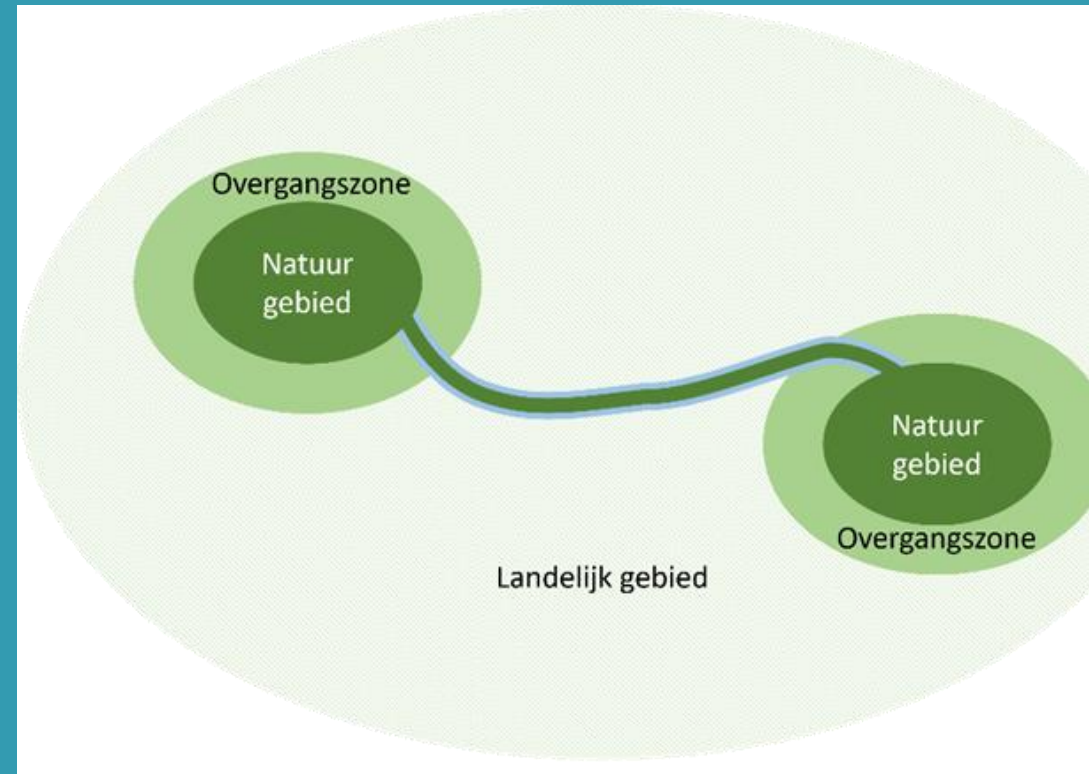 Overgangszone
Natuur
gebied
Natuur
gebied
Overgangszone
Landelijk gebied